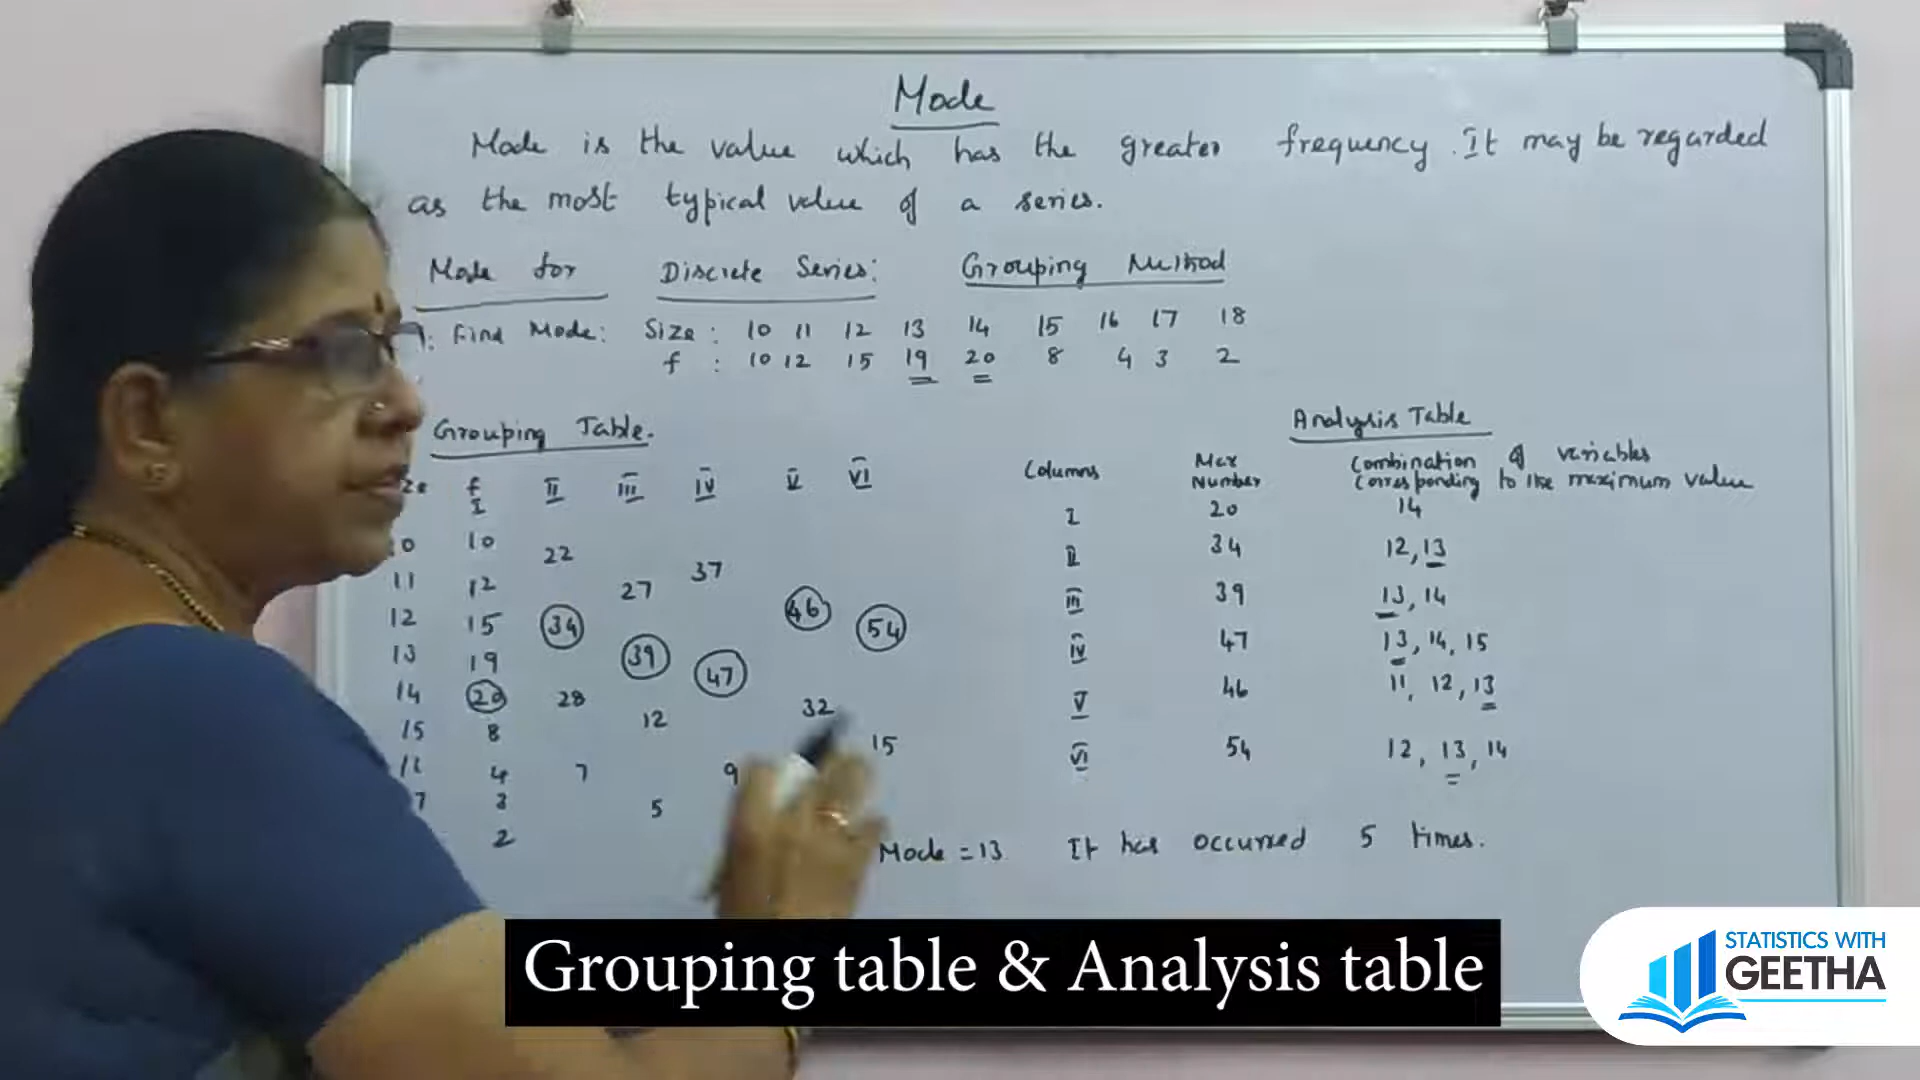 Mode
Mode is the value which has the greater frequency. It may be regarded
as the most typical value of a series.
Mode for Discrete Series: Grouping Method
1: Find Mode: Size : 10 11 12 13 14 15 16 17 18
f : 10 12 15 19 20 8 4 3 2
Grouping Table.
ze f II III IV V VI
I
0 10
22
11 12 27 37
12 15 34 46 54
13 19 39 47
14 20 28 32
15 8 12 15
4 7 9
7 3 5
2
Analysis Table
Columns Max Number Combination of variables corresponding to the maximum value
I 20 14
II 34 12, 13
III 39 13, 14
IV 47 13, 14, 15
V 46 11, 12, 13
VI 54 12, 13, 14
Mode = 13 It has occurred 5 times.
Grouping table & Analysis table
STATISTICS WITH
GEETHA